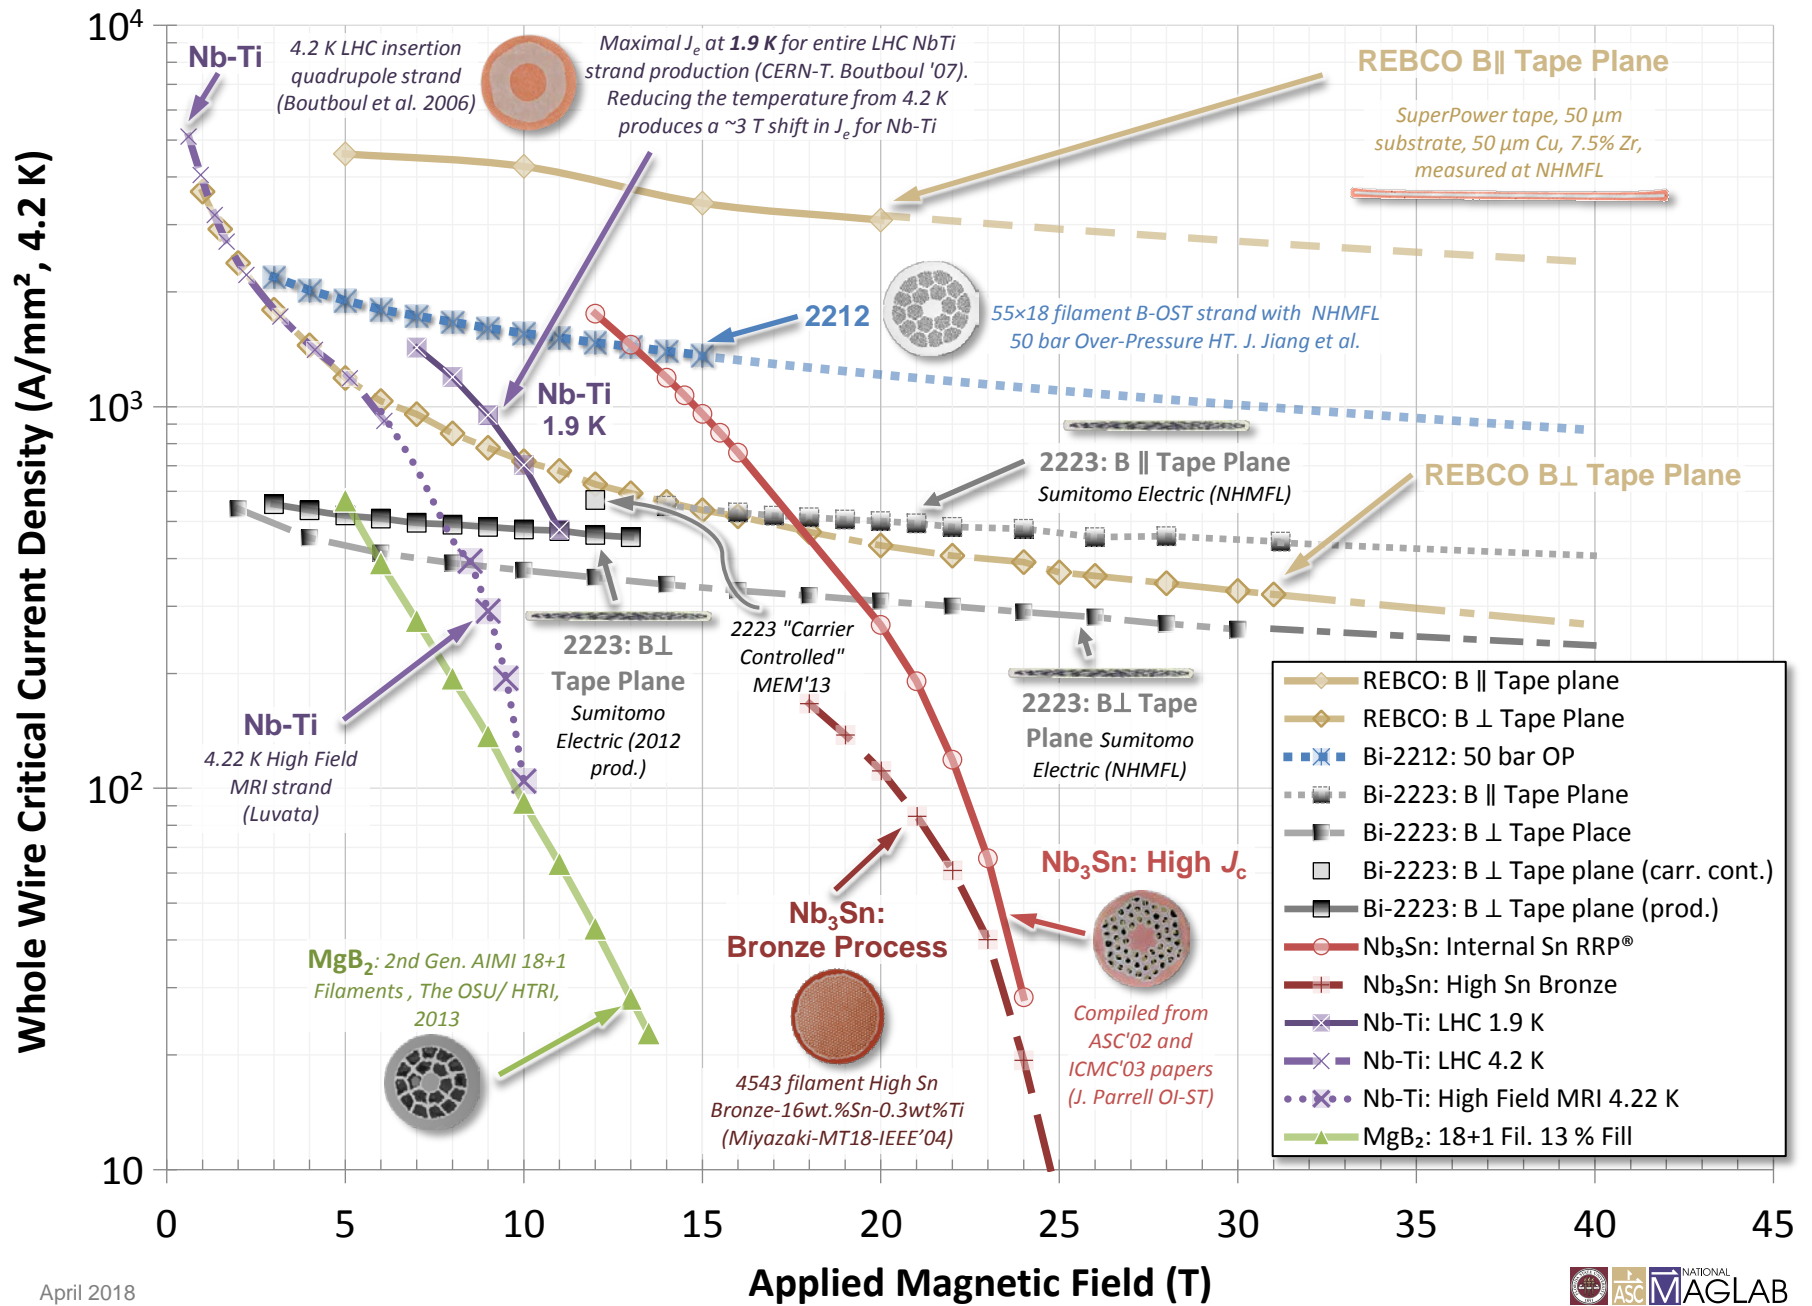 Whole Wire Critical Current Density (A/mm², 4.2 K)
10⁴
10³
10²
10
0 5 10 15 20 25 30 35 40 45
Applied Magnetic Field (T)
Nb-Ti
4.2 K LHC insertion
quadrupole strand
(Boutboul et al. 2006)
Maximal Jₑ at 1.9 K for entire LHC NbTi
strand production (CERN-T. Boutboul '07).
Reducing the temperature from 4.2 K
produces a ~3 T shift in Jₑ for Nb-Ti
REBCO B∥ Tape Plane
SuperPower tape, 50 µm
substrate, 50 µm Cu, 7.5% Zr,
measured at NHMFL
2212
55×18 filament B-OST strand with NHMFL
50 bar Over-Pressure HT. J. Jiang et al.
Nb-Ti
1.9 K
2223: B ∥ Tape Plane
Sumitomo Electric (NHMFL)
REBCO B⊥ Tape Plane
2223: B⊥
Tape Plane
Sumitomo
Electric (2012
prod.)
2223 "Carrier
Controlled"
MEM'13
2223: B⊥ Tape
Plane Sumitomo
Electric (NHMFL)
Nb-Ti
4.22 K High Field
MRI strand
(Luvata)
MgB₂: 2nd Gen. AIMI 18+1
Filaments , The OSU/ HTRI,
2013
Nb₃Sn:
Bronze Process
4543 filament High Sn
Bronze-16wt.%Sn-0.3wt%Ti
(Miyazaki-MT18-IEEE’04)
Nb₃Sn: High Jc
Compiled from
ASC'02 and
ICMC'03 papers
(J. Parrell OI-ST)
REBCO: B ∥ Tape plane
REBCO: B ⊥ Tape Plane
Bi-2212: 50 bar OP
Bi-2223: B ∥ Tape Plane
Bi-2223: B ⊥ Tape Place
Bi-2223: B ⊥ Tape plane (carr. cont.)
Bi-2223: B ⊥ Tape plane (prod.)
Nb₃Sn: Internal Sn RRP®
Nb₃Sn: High Sn Bronze
Nb-Ti: LHC 1.9 K
Nb-Ti: LHC 4.2 K
Nb-Ti: High Field MRI 4.22 K
MgB₂: 18+1 Fil. 13 % Fill
April 2018
ASC
NATIONAL
MAGLAB